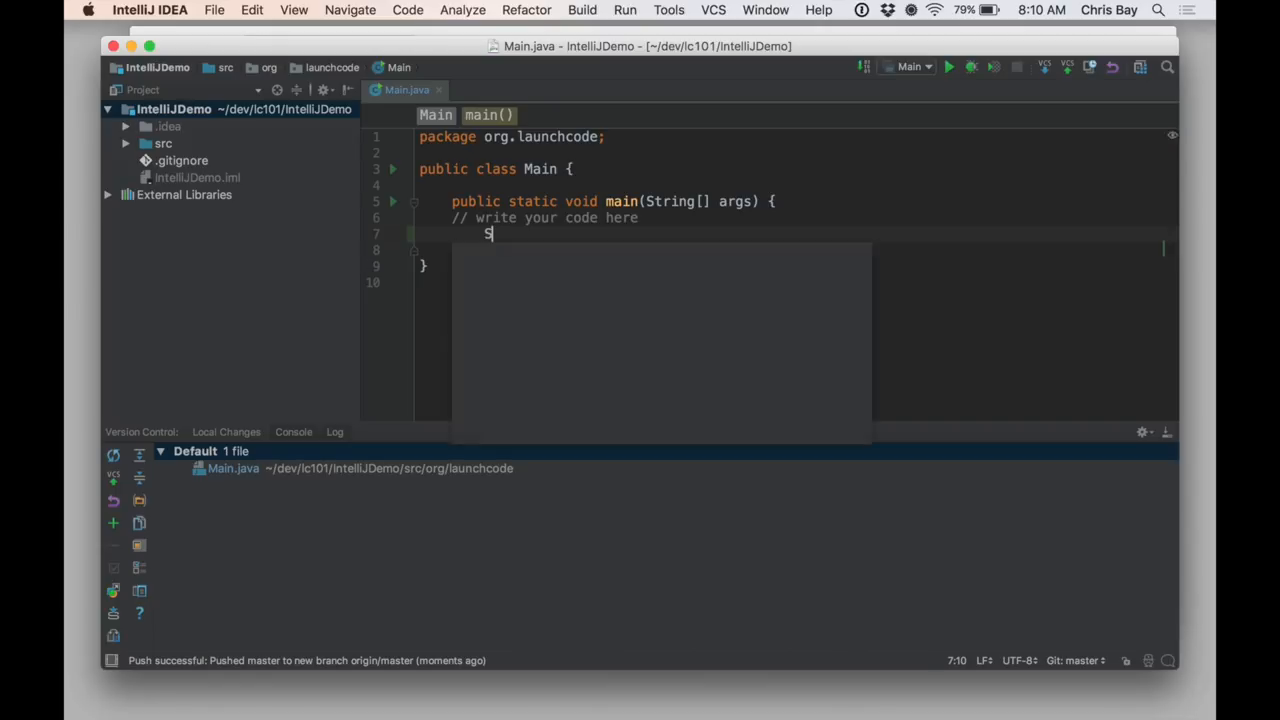 IntelliJ IDEA File Edit View Navigate Code Analyze Refactor Build Run Tools VCS Window Help 79% 8:10 AM Chris Bay
Main.java - IntelliJDemo - [~/dev/lc101/IntelliJDemo]
IntelliJDemo src org launchcode Main Main VCS VCS
Project Main.java
IntelliJDemo ~/dev/lc101/IntelliJDemo
.idea
src
.gitignore
IntelliJDemo.iml
External Libraries
Main main()
1 package org.launchcode;
2
3 public class Main {
4
5 public static void main(String[] args) {
6 // write your code here
7 S
8
9 }
10
Version Control: Local Changes Console Log
Default 1 file
VCS
Main.java ~/dev/lc101/IntelliJDemo/src/org/launchcode
Push successful: Pushed master to new branch origin/master (moments ago) 7:10 LF UTF-8 Git: master